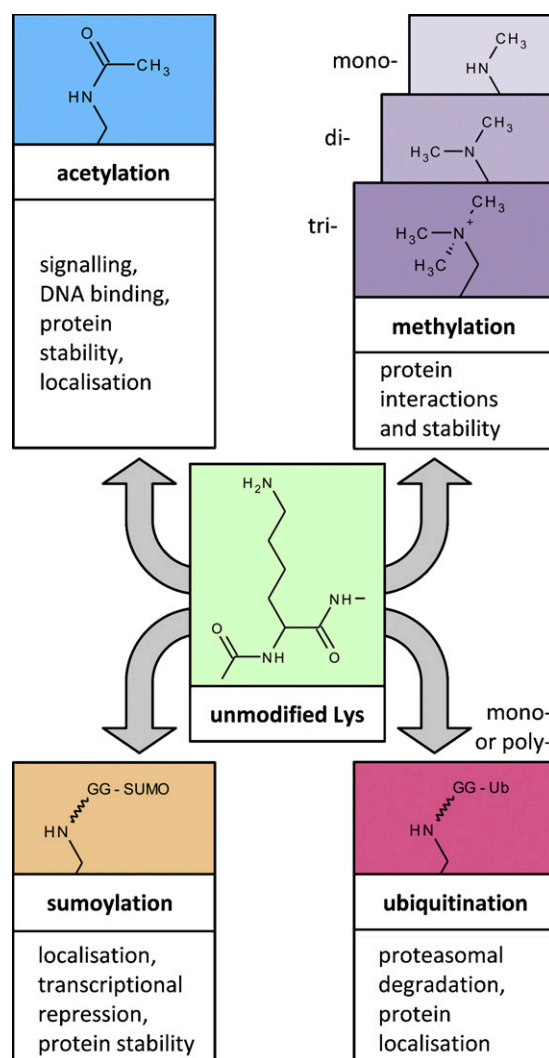 O
CH3
HN
acetylation
signalling,
DNA binding,
protein
stability,
localisation
mono-
CH3
HN
di-
CH3
H3C
N
tri-
CH3
H3C
N+
H3C
methylation
protein
interactions
and stability
H2N
O
NH
NH
O
unmodified Lys
mono-
or poly-
GG - SUMO
HN
sumoylation
localisation,
transcriptional
repression,
protein stability
GG - Ub
HN
ubiquitination
proteasomal
degradation,
protein
localisation